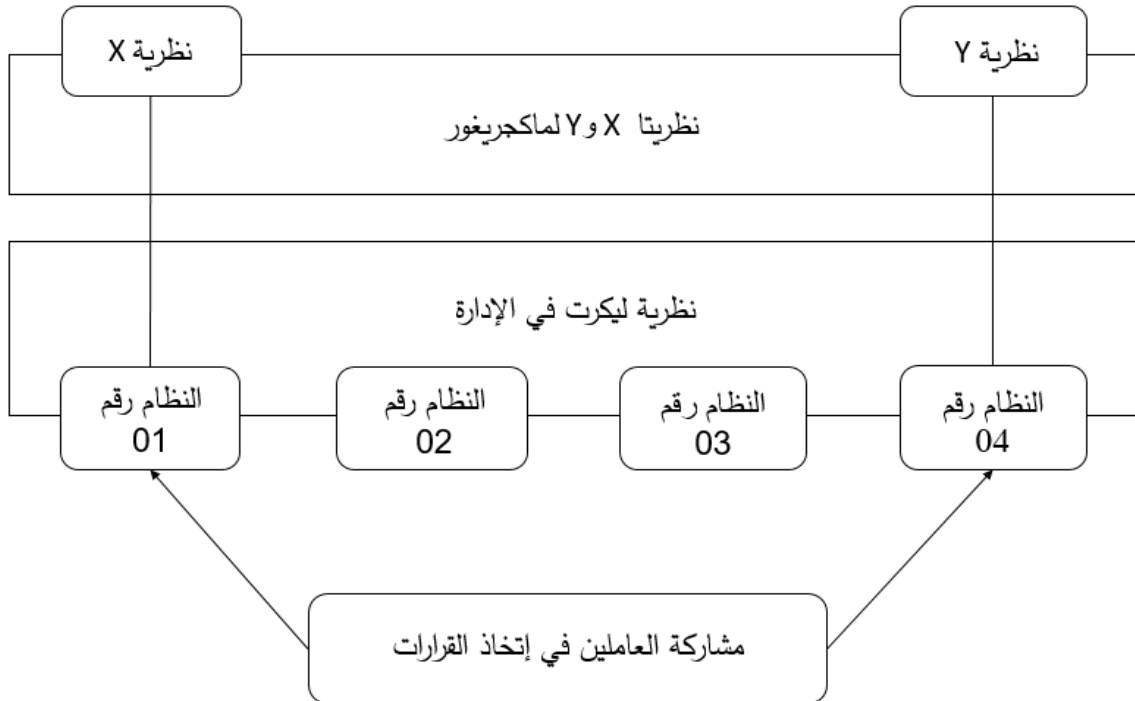 نظرية Y
نظرية X
نظريتا X وY لماكجريغور
نظرية ليكرت في الإدارة
النظام رقم
04
النظام رقم
03
النظام رقم
02
النظام رقم
01
مشاركة العاملين في إتخاذ القرارات